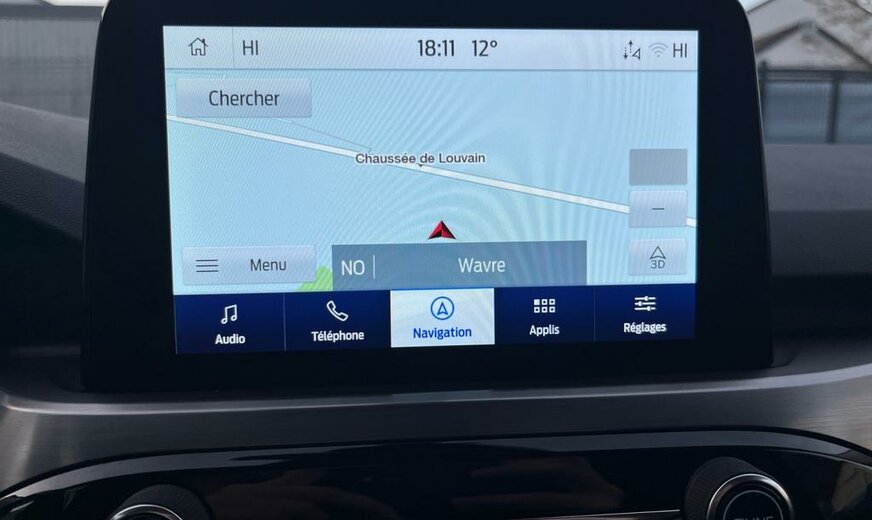 HI 18:11 12° HI
Chercher
Chaussée de Louvain
–
3D
Menu
NO Wavre
Audio
Téléphone
Navigation
Applis
Réglages